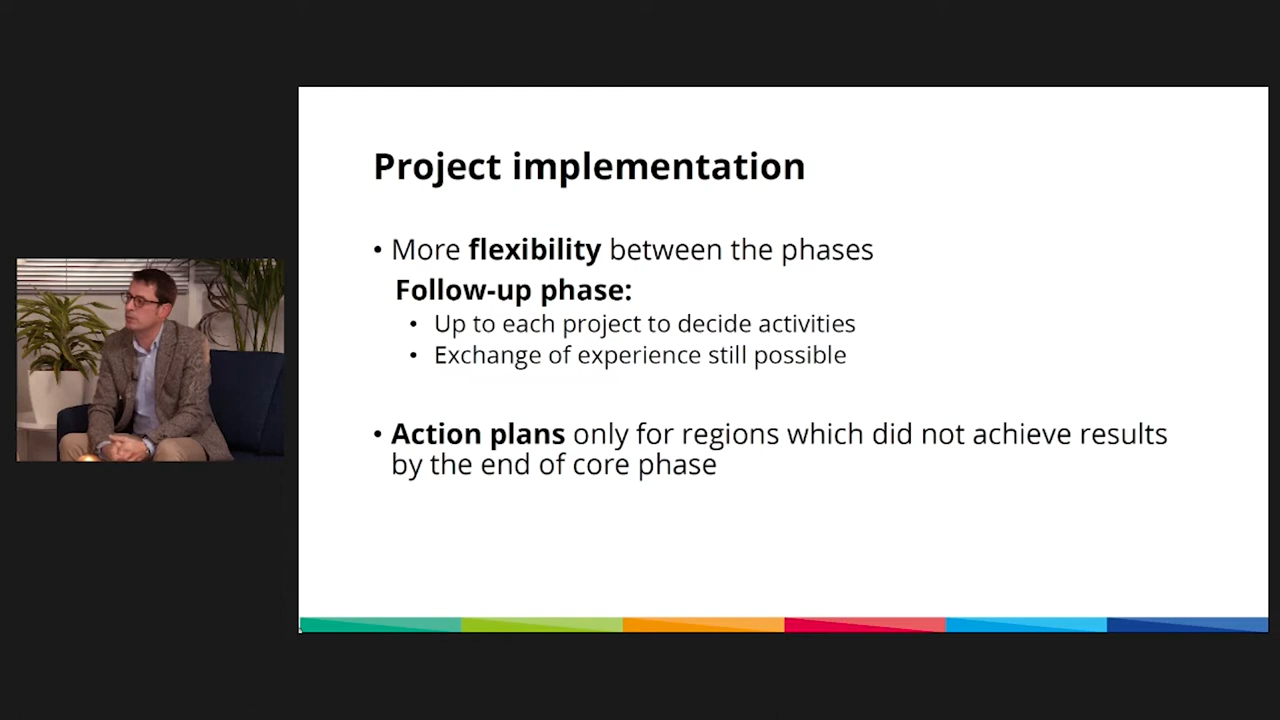 Project implementation
• More flexibility between the phases
Follow-up phase:
• Up to each project to decide activities
• Exchange of experience still possible
• Action plans only for regions which did not achieve results
by the end of core phase